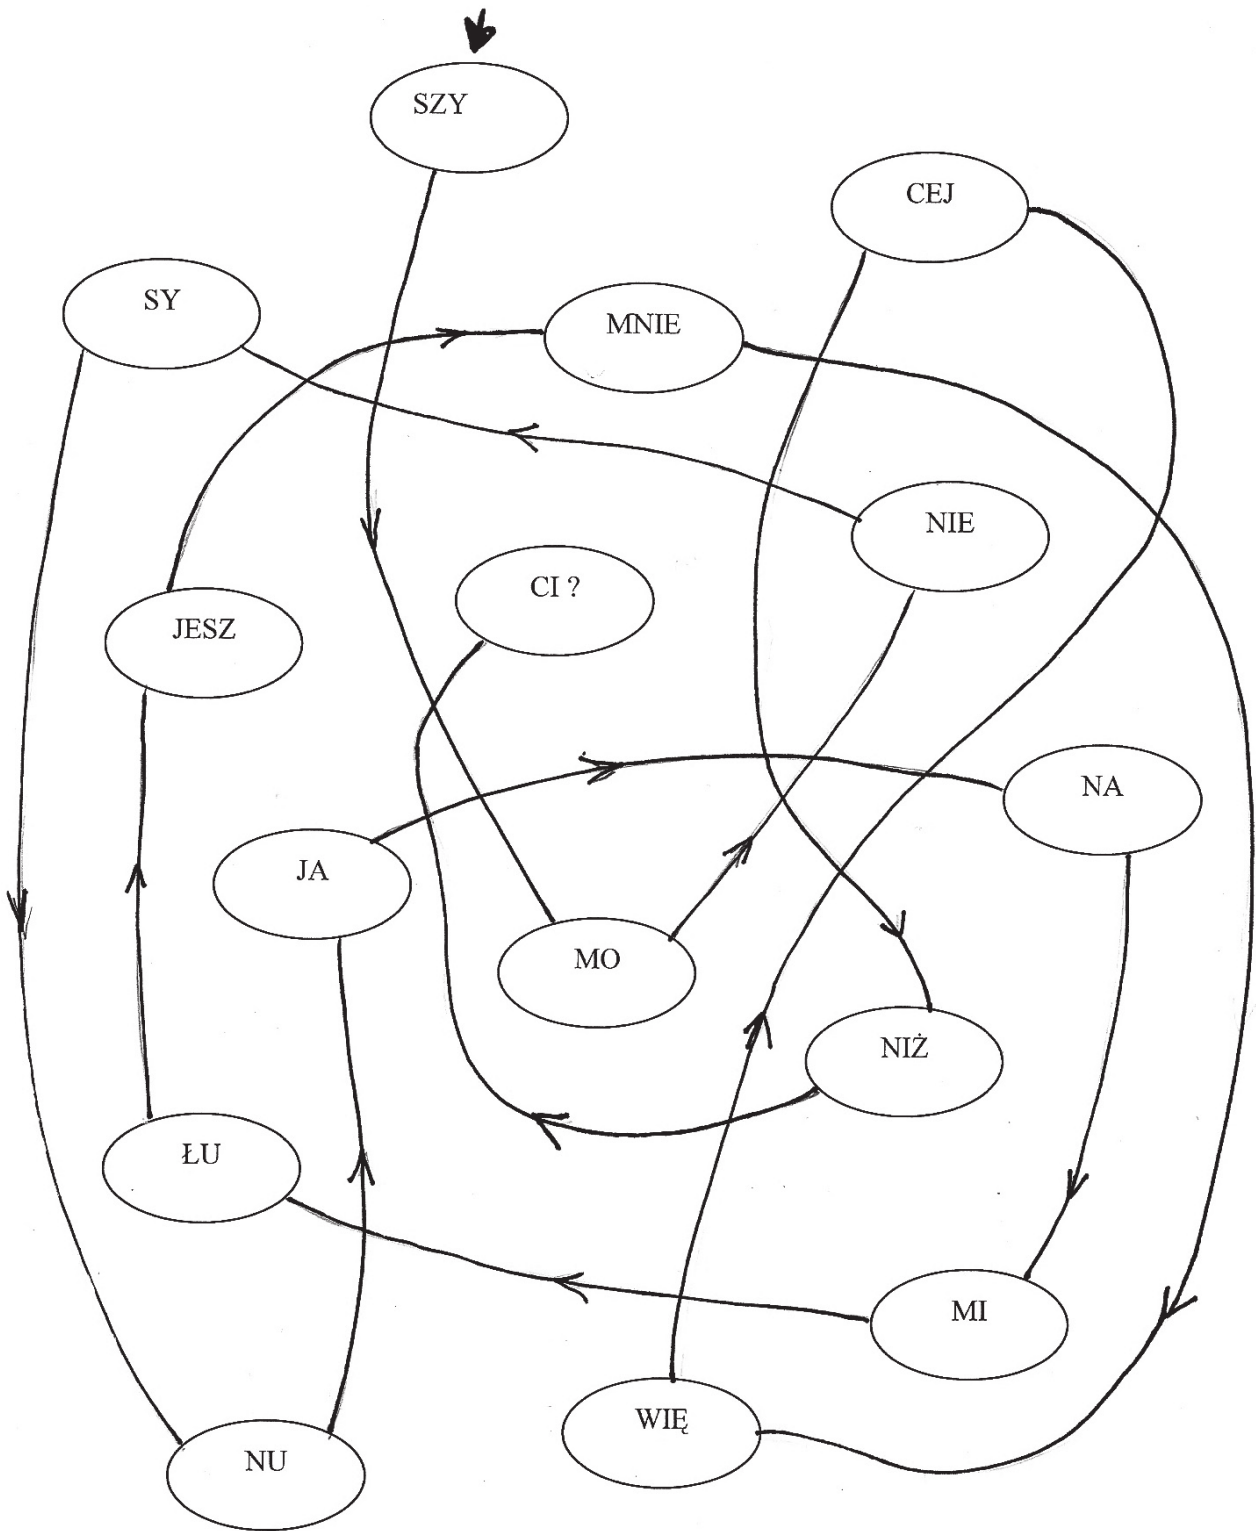 SZY
CEJ
SY
MNIE
NIE
CI ?
JESZ
NA
JA
MO
NIŻ
ŁU
MI
WIĘ
NU